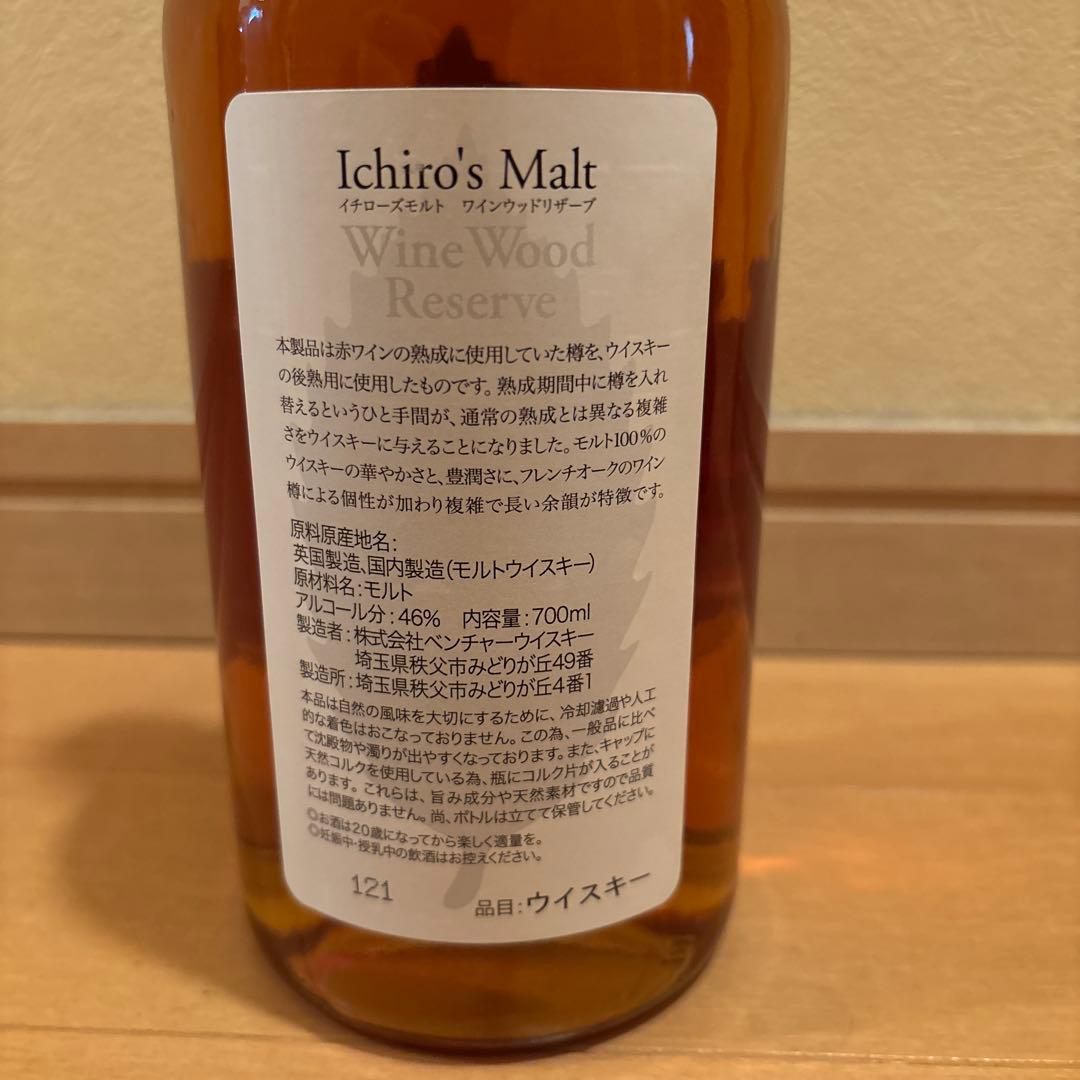 Ichiro's Malt
イチローズモルト　ワインウッドリザーブ
Wine Wood
Reserve
本製品は赤ワインの熟成に使用していた樽を、ウイスキー
の後熟用に使用したものです。熟成期間中に樽を入れ
替えるというひと手間が、通常の熟成とは異なる複雑
さをウイスキーに与えることになりました。モルト100%の
ウイスキーの華やかさと、豊潤さに、フレンチオークのワイン
樽による個性が加わり複雑で長い余韻が特徴です。
原料原産地名:
英国製造、国内製造(モルトウイスキー)
原材料名:モルト
アルコール分:46%　内容量:700ml
製造者:株式会社ベンチャーウイスキー
埼玉県秩父市みどりが丘49番
製造所:埼玉県秩父市みどりが丘4番1
本品は自然の風味を大切にするために、冷却濾過や人工
的な着色はおこなっておりません。この為、一般品に比べ
て沈殿物や濁りが出やすくなっております。また、キャップに
天然コルクを使用している為、瓶にコルク片が入ることが
あります。これらは、旨み成分や天然素材ですので品質
には問題ありません。尚、ボトルは立てて保管してください。
◎お酒は20歳になってから楽しく適量を。
◎妊娠中・授乳中の飲酒はお控えください。
121
品目:ウイスキー